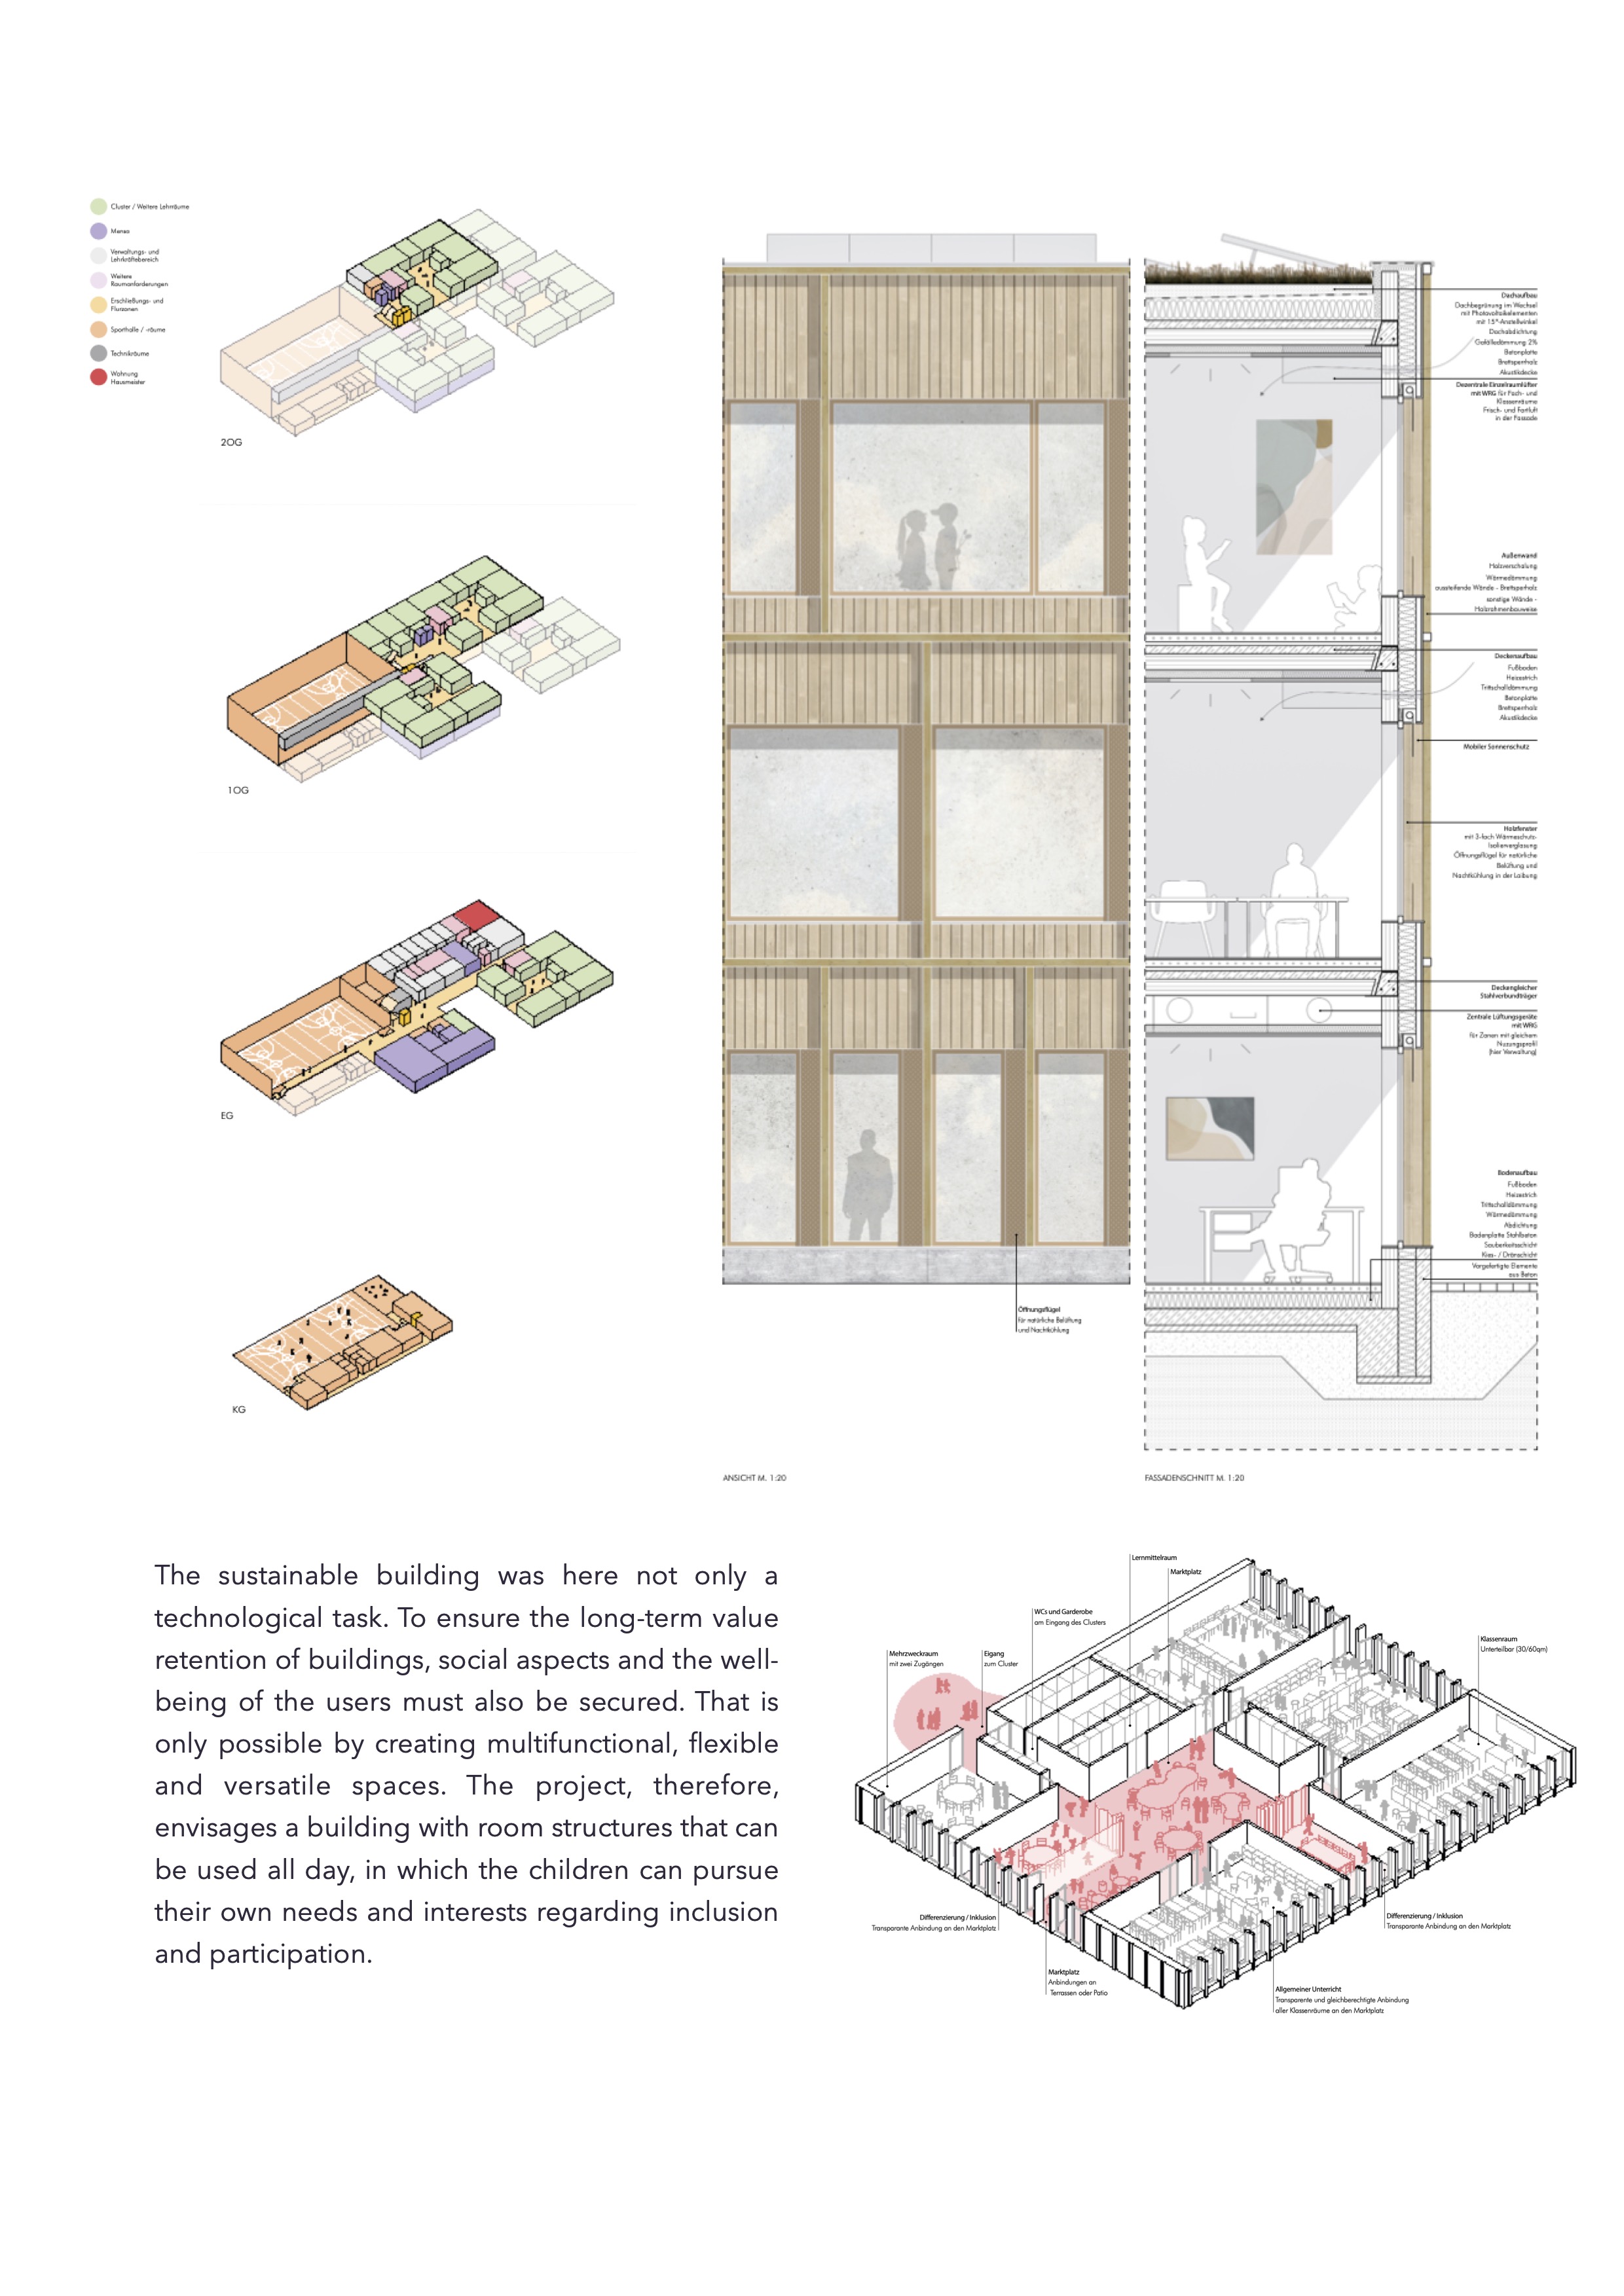 Cluster / Weitere Lehrräume
Mensa
Verwaltungs- und
Lehrkräftebereich
Weitere
Raumanforderungen
Erschließungs- und
Flurzonen
Sporthalle / -räume
Technikräume
Wohnung
Hausmeister
2OG
1OG
EG
KG
Dachaufbau
Dachbegrünung im Wechsel
mit Photovoltaikelementen
mit 15°-Anstellwinkel
Dachabdichtung
Gefälledämmung 2%
Betonplatte
Brettsperrholz
Akustikdecke
Dezentrale Einzelraumlüfter
mit WRG für Fach- und
Klassenräume
Frisch- und Fortluft
in der Fassade
Außenwand
Holzverschalung
Wärmedämmung
aussteifende Wände - Brettsperrholz
sonstige Wände -
Holzrahmenbauweise
Deckenaufbau
Fußboden
Heizestrich
Trittschalldämmung
Betonplatte
Brettsperrholz
Akustikdecke
Mobiler Sonnenschutz
Holzfenster
mit 3-fach Wärmeschutz-
Isolierverglasung
Öffnungsflügel für natürliche
Belüftung und
Nachtkühlung in der Laibung
Deckengleicher
Stahlverbundträger
Zentrale Lüftungsgeräte
mit WRG
für Zonen mit gleichem
Nutzungsprofil
(hier Verwaltung)
Bodenaufbau
Fußboden
Heizestrich
Trittschalldämmung
Wärmedämmung
Abdichtung
Bodenplatte Stahlbeton
Sauberkeitsschicht
Kies- / Dränschicht
Vorgefertigte Elemente
aus Beton
Öffnungsflügel
für natürliche Belüftung
und Nachtkühlung
ANSICHT M. 1:20
FASSADENSCHNITT M. 1:20
The sustainable building was here not only a
technological task. To ensure the long-term value
retention of buildings, social aspects and the well-
being of the users must also be secured. That is
only possible by creating multifunctional, flexible
and versatile spaces. The project, therefore,
envisages a building with room structures that can
be used all day, in which the children can pursue
their own needs and interests regarding inclusion
and participation.
Lernmittelraum
Marktplatz
WCs und Garderobe
am Eingang des Clusters
Mehrzweckraum
mit zwei Zugängen
Eigang
zum Cluster
Klassenraum
Unterteilbar (30/60qm)
Differenzierung / Inklusion
Transparante Anbindung an den Marktplatz
Differenzierung / Inklusion
Transparante Anbindung an den Marktplatz
Marktplatz
Anbindungen an
Terrassen oder Patio
Allgemeiner Unterricht
Transparente und gleichberechtigte Anbindung
aller Klassenräume an den Marktplatz